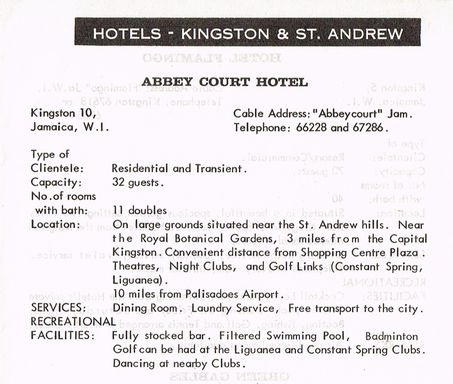 HOTELS - KINGSTON & ST. ANDREW
ABBEY COURT HOTEL
Kingston 10, Cable Address: "Abbeycourt" Jam.
Jamaica, W.I. Telephone: 66228 and 67286.
Type of
Clientele: Residential and Transient.
Capacity: 32 guests.
No. of rooms
with bath: 11 doubles
Location: On large grounds situated near the St. Andrew hills. Near
the Royal Botanical Gardens, 3 miles from the Capital
Kingston. Convenient distance from Shopping Centre Plaza.
Theatres, Night Clubs, and Golf Links (Constant Spring,
Liguanea).
10 miles from Palisadoes Airport.
SERVICES: Dining Room. Laundry Service, Free transport to the city.
RECREATIONAL
FACILITIES: Fully stocked bar. Filtered Swimming Pool, Badminton
Golf can be had at the Liguanea and Constant Spring Clubs.
Dancing at nearby Clubs.